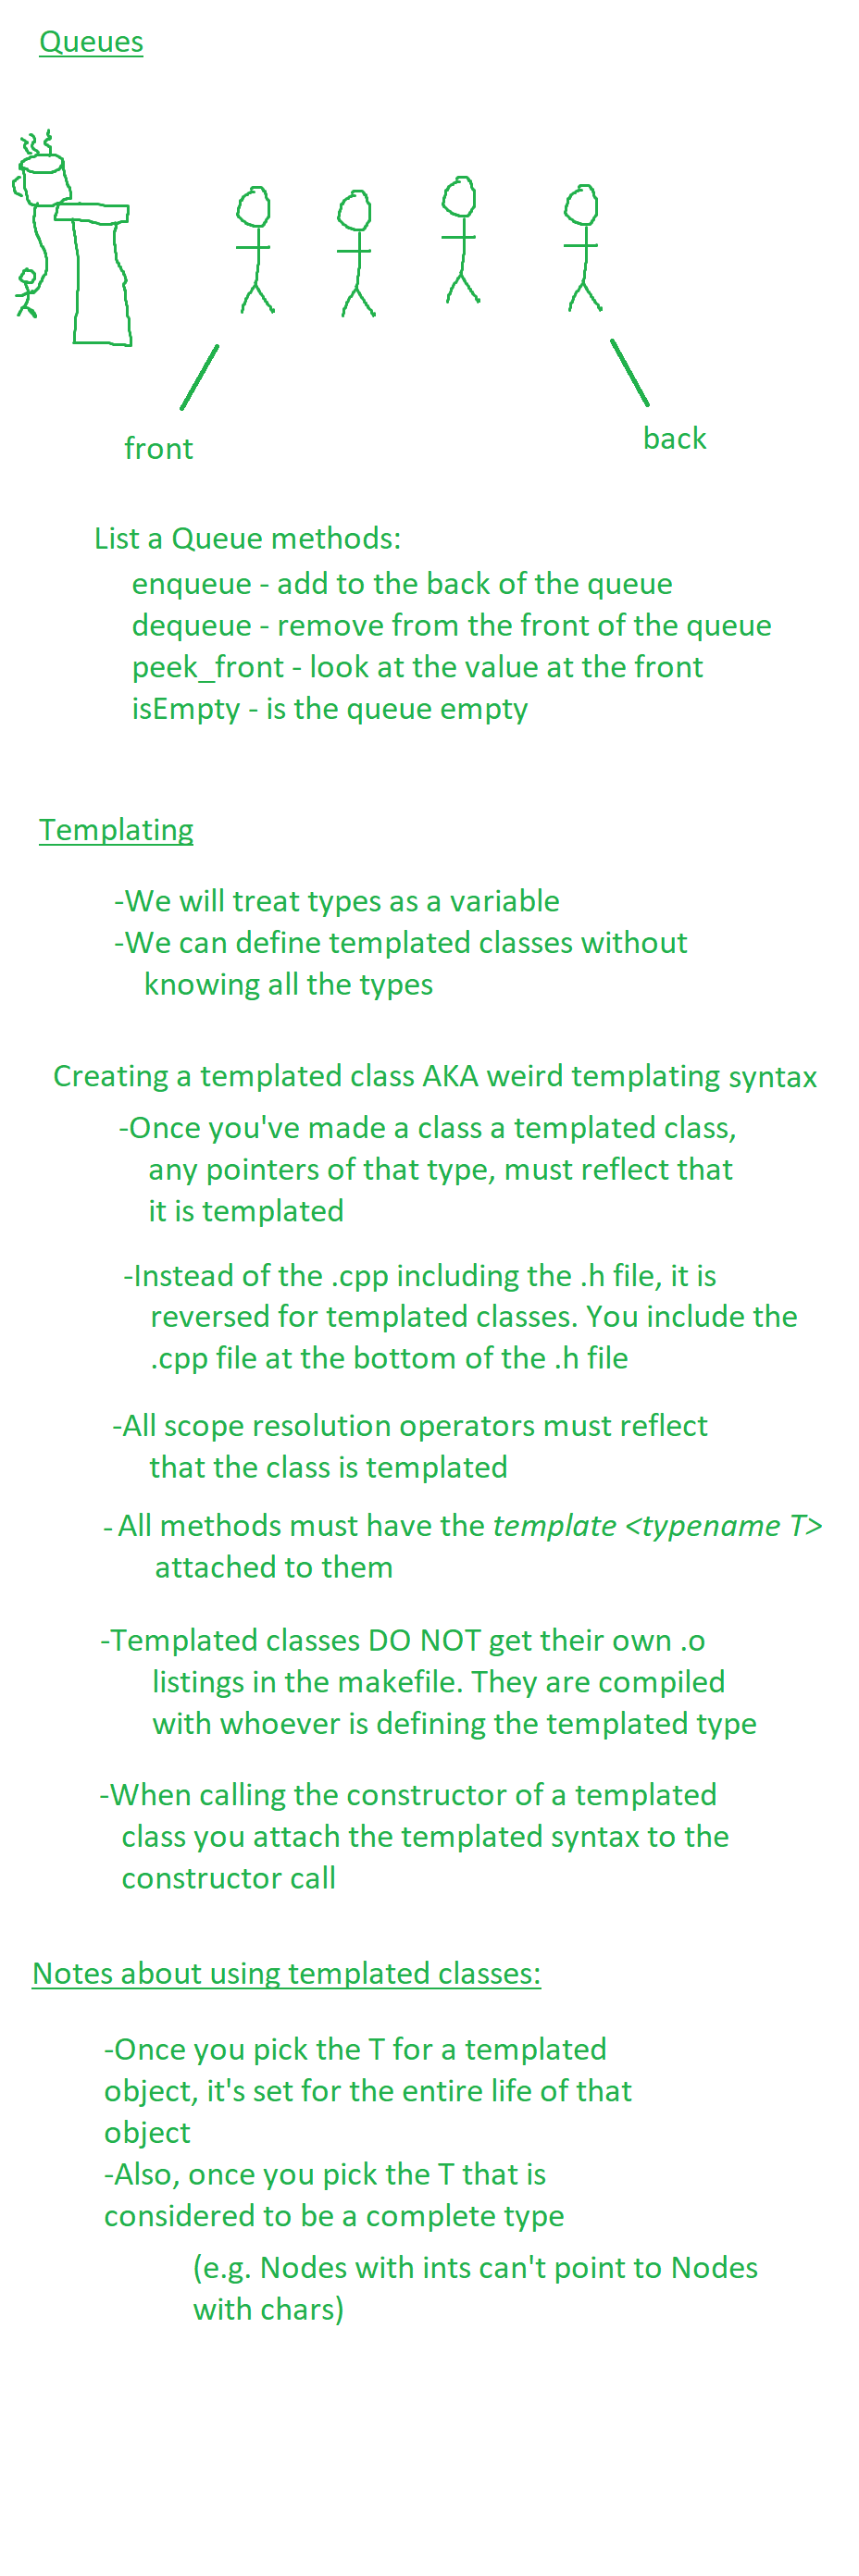 Queues
front
back
List a Queue methods:
enqueue - add to the back of the queue
dequeue - remove from the front of the queue
peek_front - look at the value at the front
isEmpty - is the queue empty
Templating
-We will treat types as a variable
-We can define templated classes without
knowing all the types
Creating a templated class AKA weird templating syntax
-Once you've made a class a templated class,
any pointers of that type, must reflect that
it is templated
-Instead of the .cpp including the .h file, it is
reversed for templated classes. You include the
.cpp file at the bottom of the .h file
-All scope resolution operators must reflect
that the class is templated
- All methods must have the template <typename T>
attached to them
-Templated classes DO NOT get their own .o
listings in the makefile. They are compiled
with whoever is defining the templated type
-When calling the constructor of a templated
class you attach the templated syntax to the
constructor call
Notes about using templated classes:
-Once you pick the T for a templated
object, it's set for the entire life of that
object
-Also, once you pick the T that is
considered to be a complete type
(e.g. Nodes with ints can't point to Nodes
with chars)